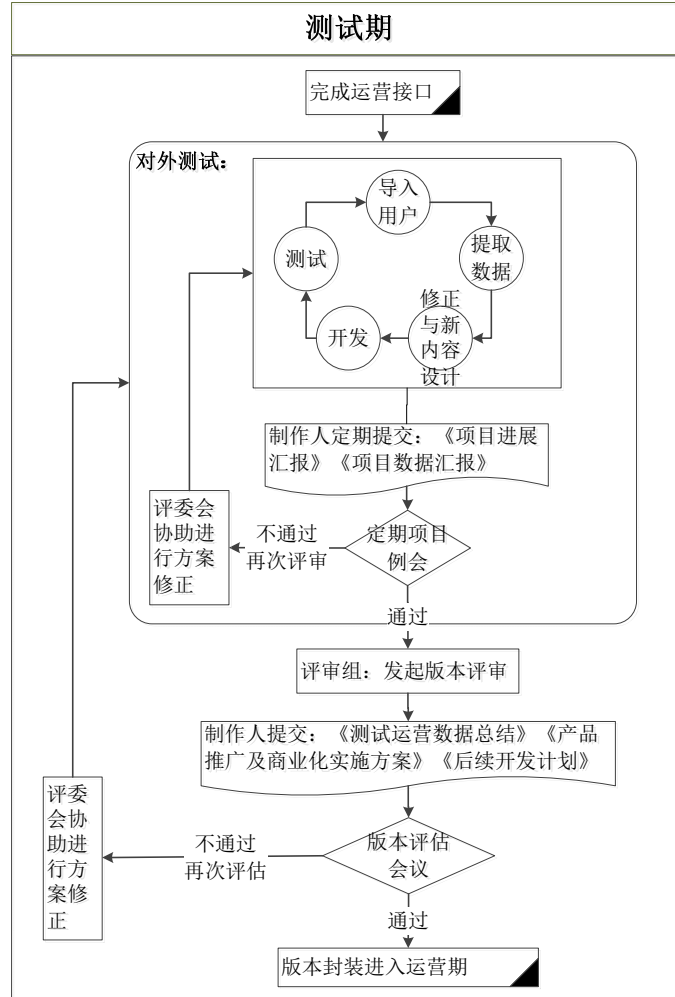 测试期
完成运营接口
对外测试：
导入
用户
提取
数据
测试
修正
与新
内容
设计
开发
制作人定期提交：《项目进展
汇报》《项目数据汇报》
评委会
协助进
行方案
修正
不通过
再次评审
定期项目
例会
通过
评审组：发起版本评审
制作人提交：《测试运营数据总结》《产品
推广及商业化实施方案》《后续开发计划》
评委
会协
助进
行方
案修
正
不通过
再次评估
版本评估
会议
通过
版本封装进入运营期